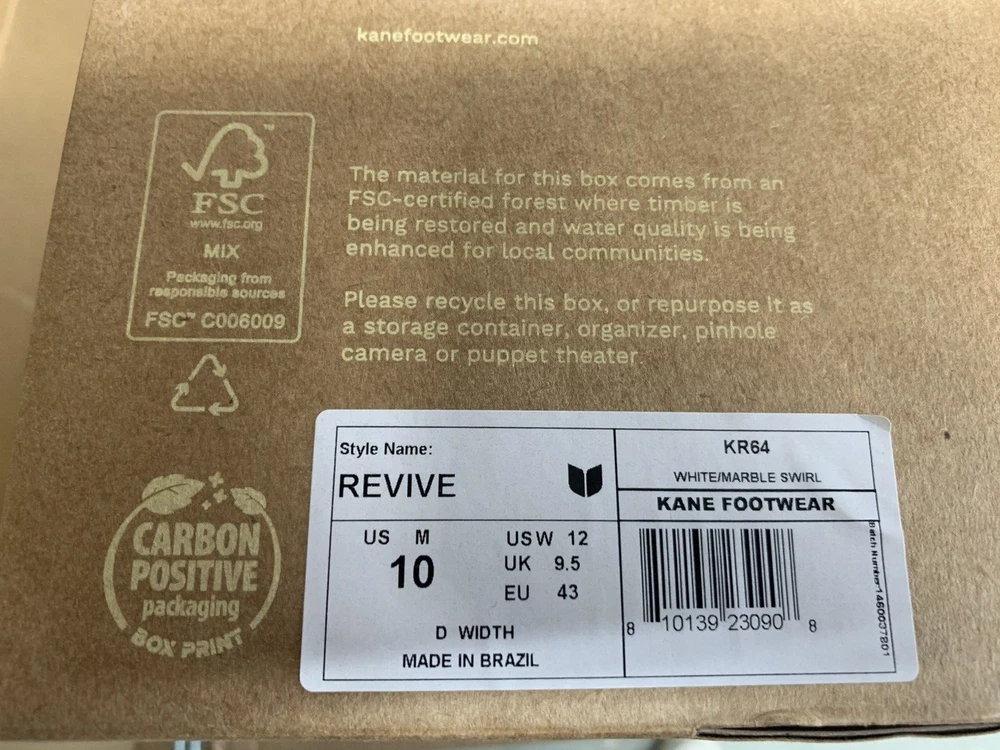 kanefootwear.com
FSC
www.fsc.org
MIX
Packaging from
responsible sources
FSC™ C006009
The material for this box comes from an
FSC-certified forest where timber is
being restored and water quality is being
enhanced for local communities.
Please recycle this box, or repurpose it as
a storage container, organizer, pinhole
camera or puppet theater.
CARBON
POSITIVE
packaging
BOX PRINT
Style Name:
REVIVE
US M
10
USW 12
UK 9.5
EU 43
D WIDTH
MADE IN BRAZIL
KR64
WHITE/MARBLE SWIRL
KANE FOOTWEAR
8 10139 23090 8
Batch Number 1460037801